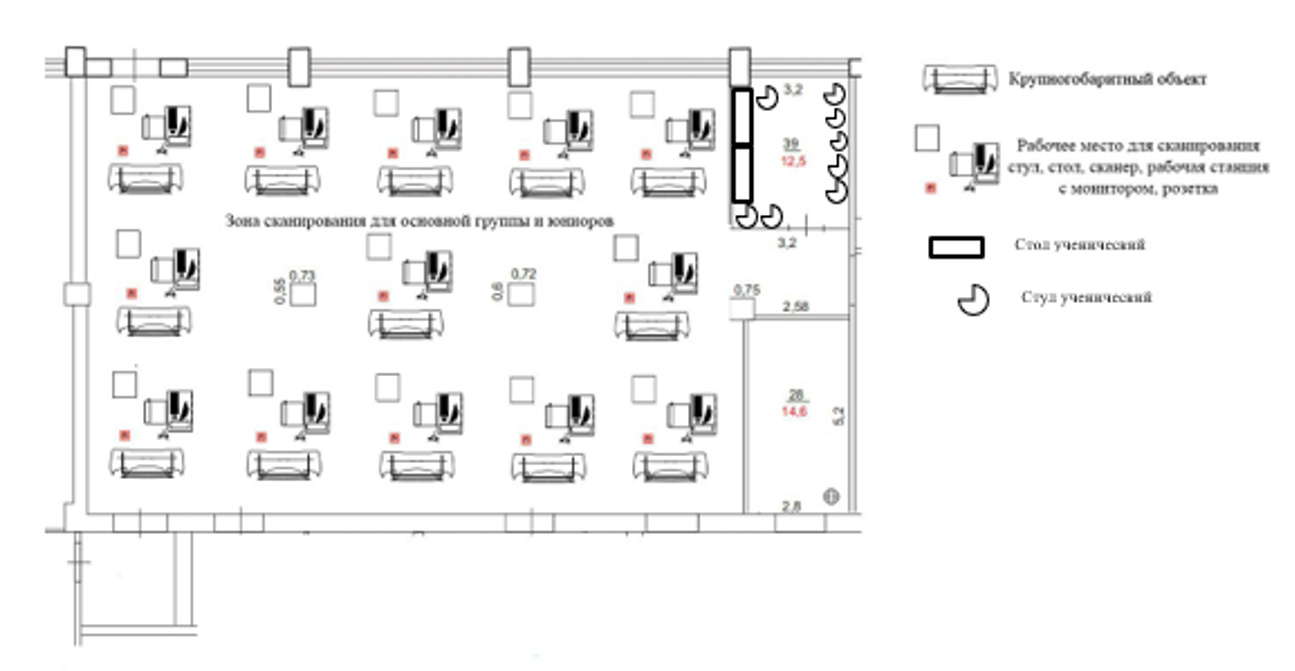 Крупногабаритный объект
Рабочее место для сканирования
стул, стол, сканер, рабочая станция
с монитором, розетка
Стол ученический
Стул ученический
3,2
39
12,5
Зона сканирования для основной группы и юниоров
3,2
0,73
0,55
0,72
0,6
0,75
2,58
28
14,6
5,2
2,8